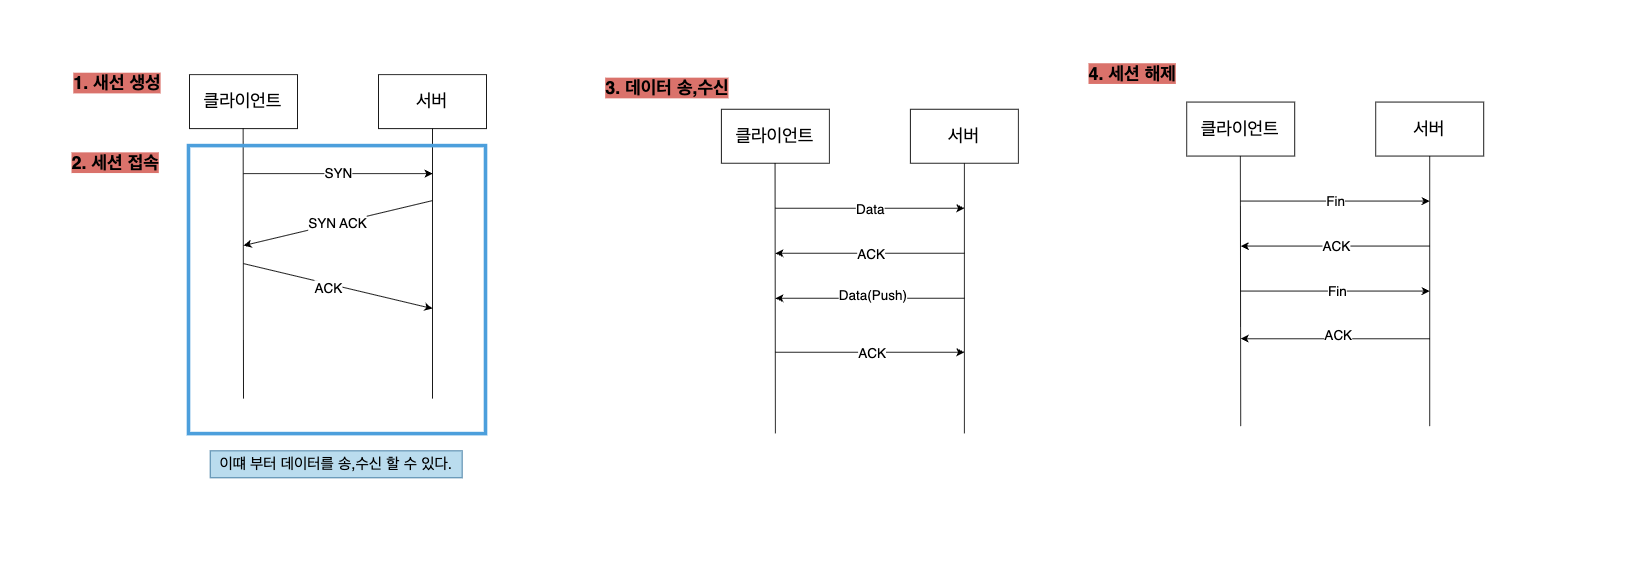 1. 새선 생성
클라이언트
서버
2. 세션 접속
SYN
SYN ACK
ACK
이떄 부터 데이터를 송,수신 할 수 있다.
3. 데이터 송,수신
클라이언트
서버
Data
ACK
Data(Push)
ACK
4. 세션 해제
클라이언트
서버
Fin
ACK
Fin
ACK